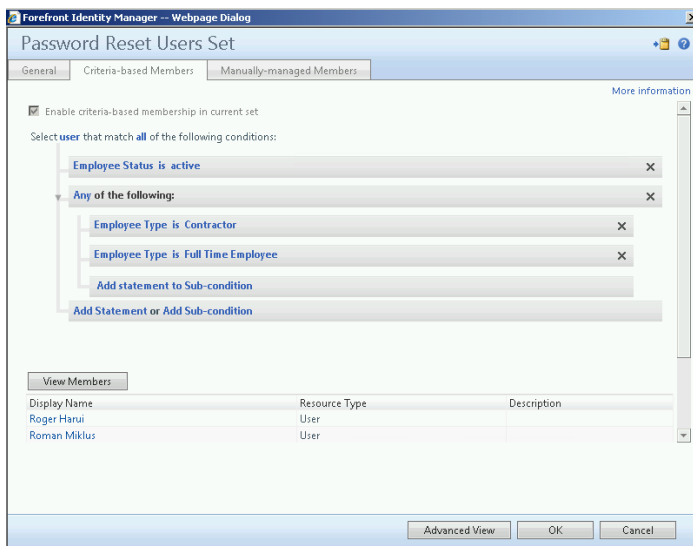 Forefront Identity Manager -- Webpage Dialog
Password Reset Users Set
General Criteria-based Members Manually-managed Members
More information
Enable criteria-based membership in current set
Select user that match all of the following conditions:
Employee Status is active
Any of the following:
Employee Type is Contractor
Employee Type is Full Time Employee
Add statement to Sub-condition
Add Statement or Add Sub-condition
View Members
Display Name Resource Type Description
Roger Harui User
Roman Miklus User
Advanced View OK Cancel